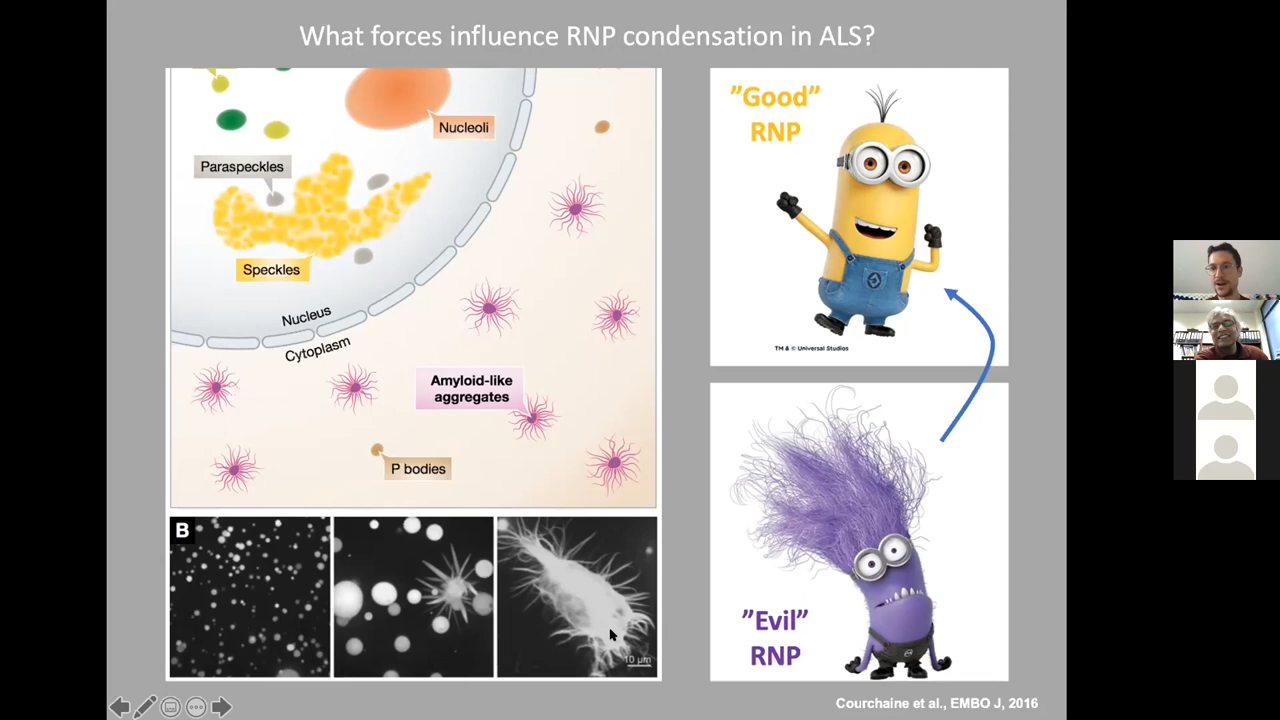 What forces influence RNP condensation in ALS?
Nucleoli
Paraspeckles
Speckles
Nucleus
Cytoplasm
Amyloid-like
aggregates
P bodies
B
10 µm
”Good”
RNP
TM & © Universal Studios
”Evil”
RNP
Courchaine et al., EMBO J, 2016